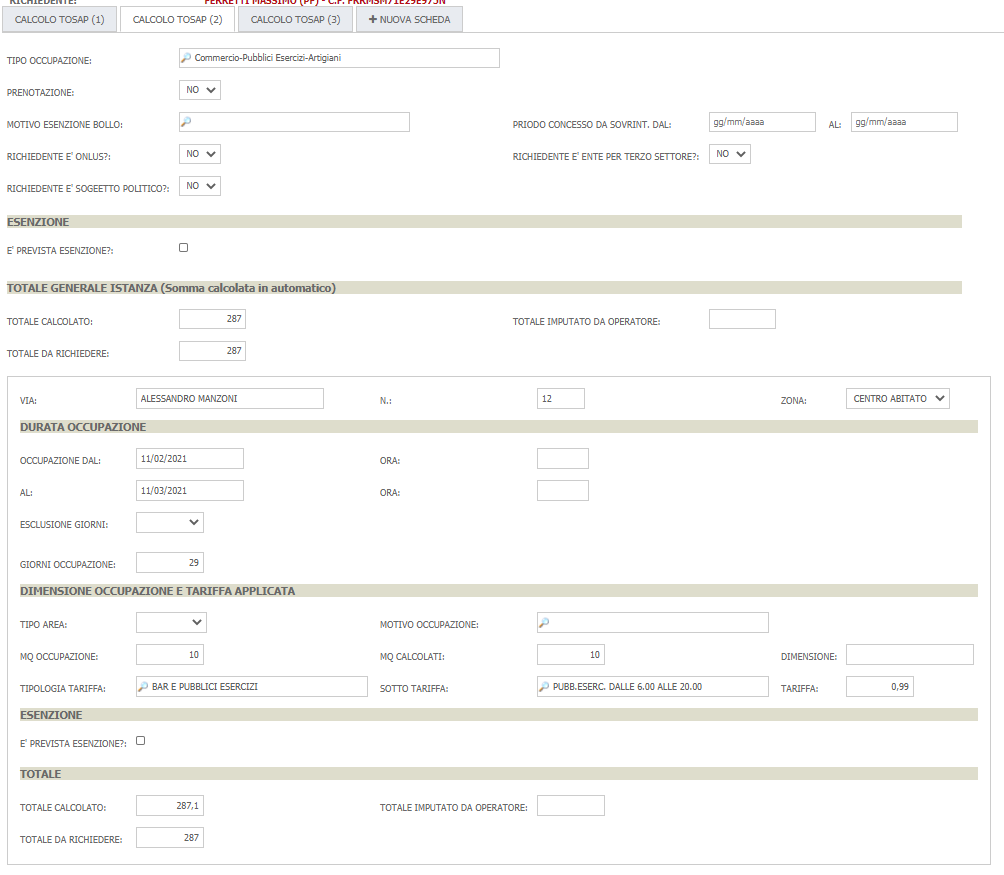 RICHIEDENTE: FERRETTI MASSIMO (PF) - C.F. FRRMSM71E29E975N
CALCOLO TOSAP (1) CALCOLO TOSAP (2) CALCOLO TOSAP (3) + NUOVA SCHEDA
TIPO OCCUPAZIONE: Commercio-Pubblici Esercizi-Artigiani
PRENOTAZIONE: NO
MOTIVO ESENZIONE BOLLO: PRIODO CONCESSO DA SOVRINT. DAL: gg/mm/aaaa AL: gg/mm/aaaa
RICHIEDENTE E' ONLUS?: NO RICHIEDENTE E' ENTE PER TERZO SETTORE?: NO
RICHIEDENTE E' SOGEETTO POLITICO?: NO
ESENZIONE
E' PREVISTA ESENZIONE?:
TOTALE GENERALE ISTANZA (Somma calcolata in automatico)
TOTALE CALCOLATO: 287 TOTALE IMPUTATO DA OPERATORE:
TOTALE DA RICHIEDERE: 287
VIA: ALESSANDRO MANZONI N.: 12 ZONA: CENTRO ABITATO
DURATA OCCUPAZIONE
OCCUPAZIONE DAL: 11/02/2021 ORA:
AL: 11/03/2021 ORA:
ESCLUSIONE GIORNI:
GIORNI OCCUPAZIONE: 29
DIMENSIONE OCCUPAZIONE E TARIFFA APPLICATA
TIPO AREA: MOTIVO OCCUPAZIONE:
MQ OCCUPAZIONE: 10 MQ CALCOLATI: 10 DIMENSIONE:
TIPOLOGIA TARIFFA: BAR E PUBBLICI ESERCIZI SOTTO TARIFFA: PUBB.ESERC. DALLE 6.00 ALLE 20.00 TARIFFA: 0,99
ESENZIONE
E' PREVISTA ESENZIONE?:
TOTALE
TOTALE CALCOLATO: 287,1 TOTALE IMPUTATO DA OPERATORE:
TOTALE DA RICHIEDERE: 287